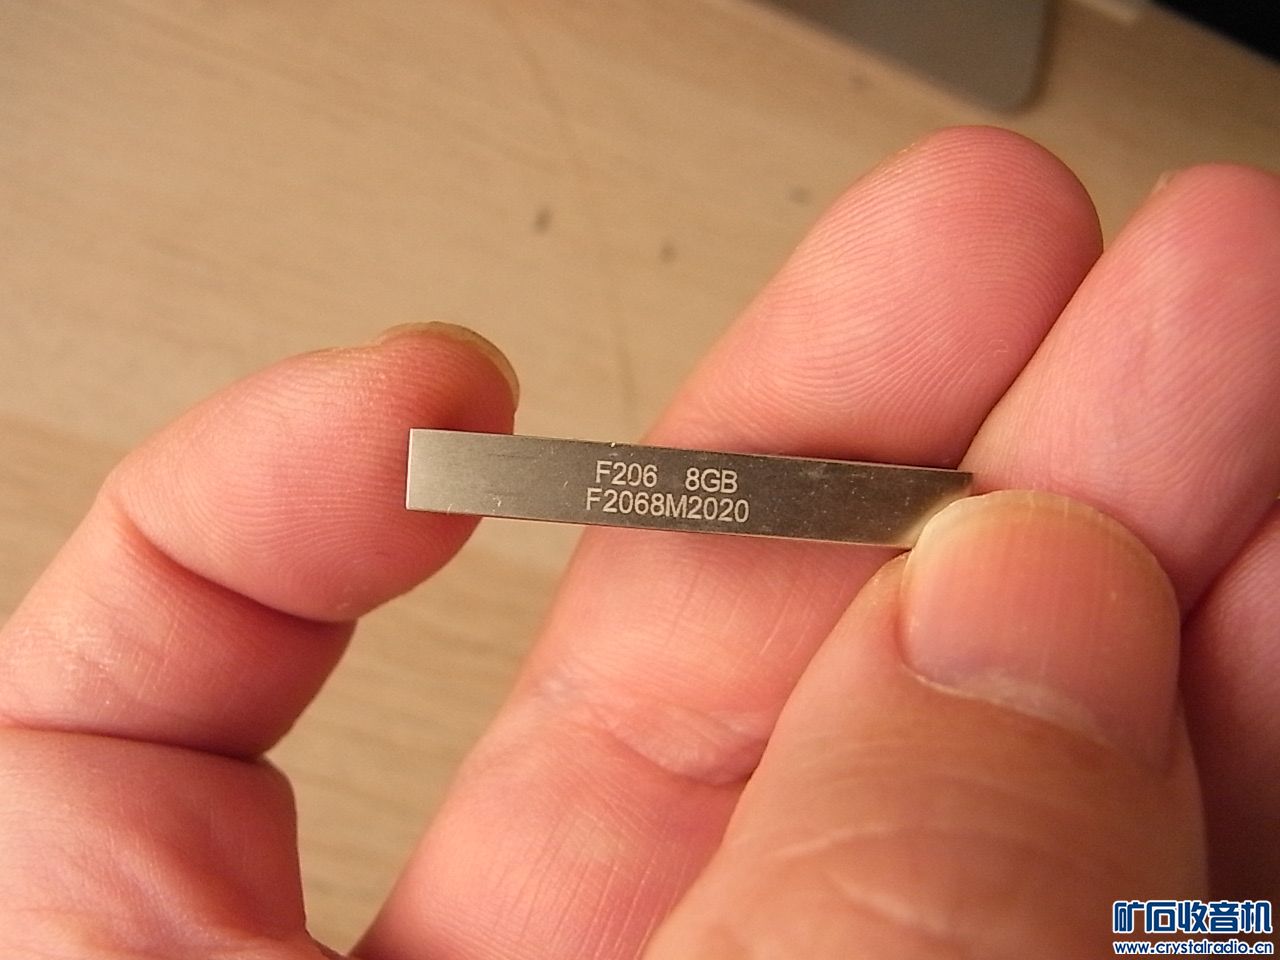 F206 8GB
F2068M2020
矿石收音机
www.crystalradio.cn